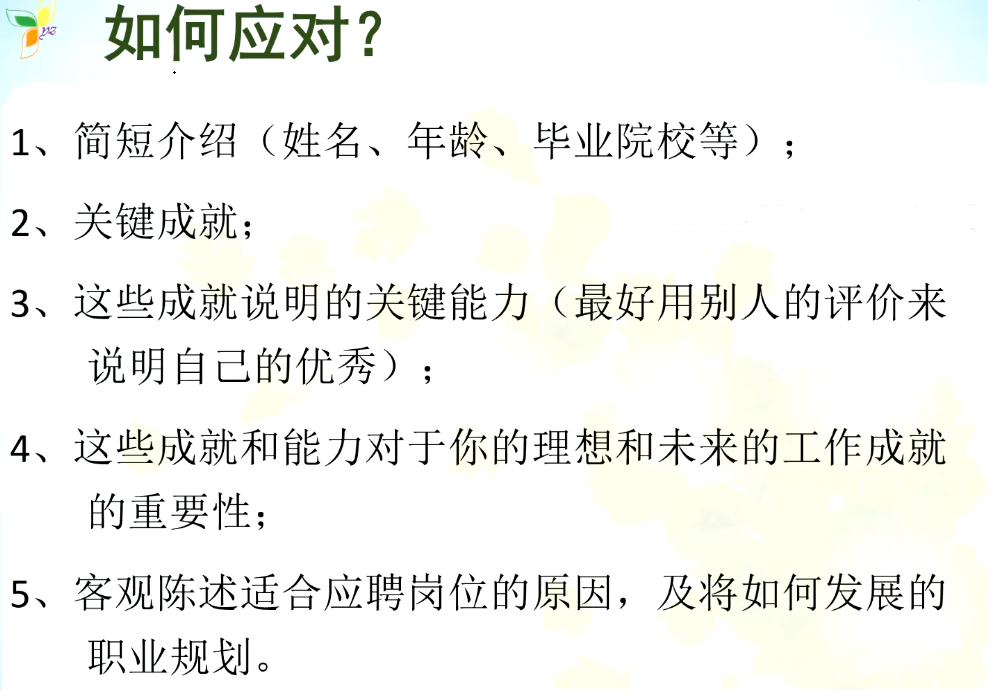 如何应对？
1、简短介绍（姓名、年龄、毕业院校等）；
2、关键成就；
3、这些成就说明的关键能力（最好用别人的评价来
说明自己的优秀）；
4、这些成就和能力对于你的理想和未来的工作成就
的重要性；
5、客观陈述适合应聘岗位的原因，及将如何发展的
职业规划。